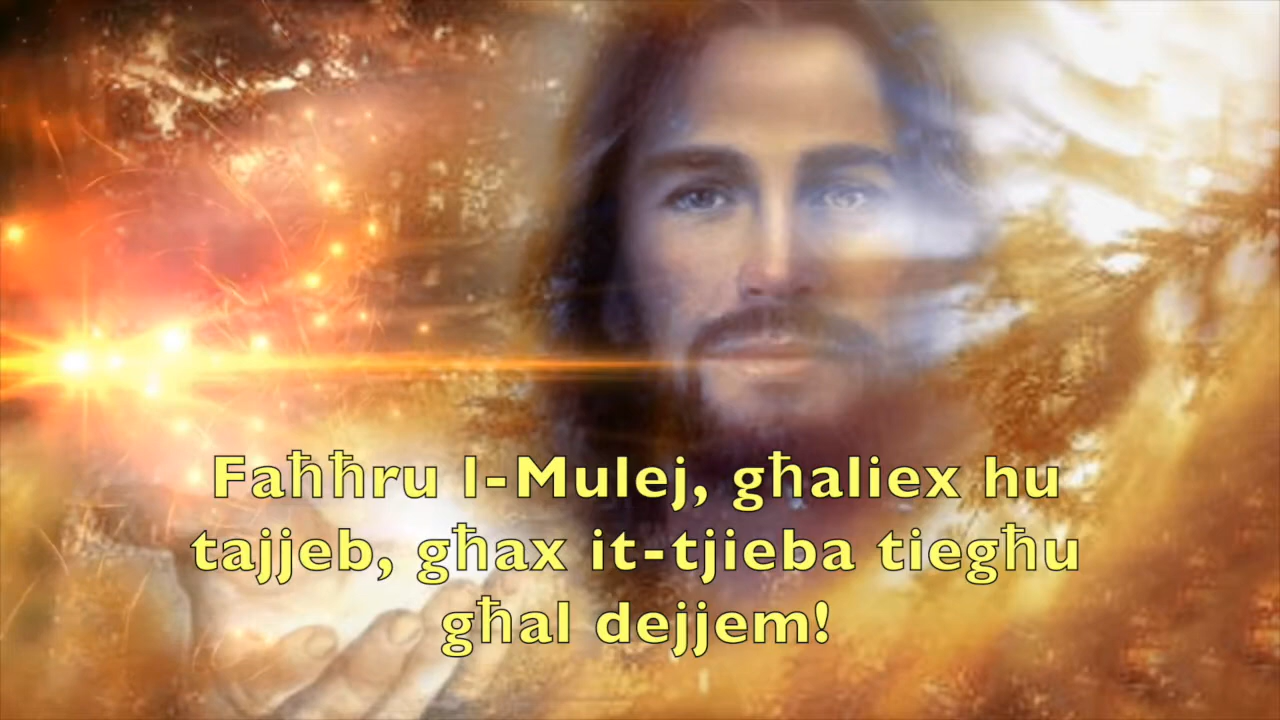 Faħħru l-Mulej, għaliex hu
tajjeb, għax it-tjieba tiegħu
għal dejjem!